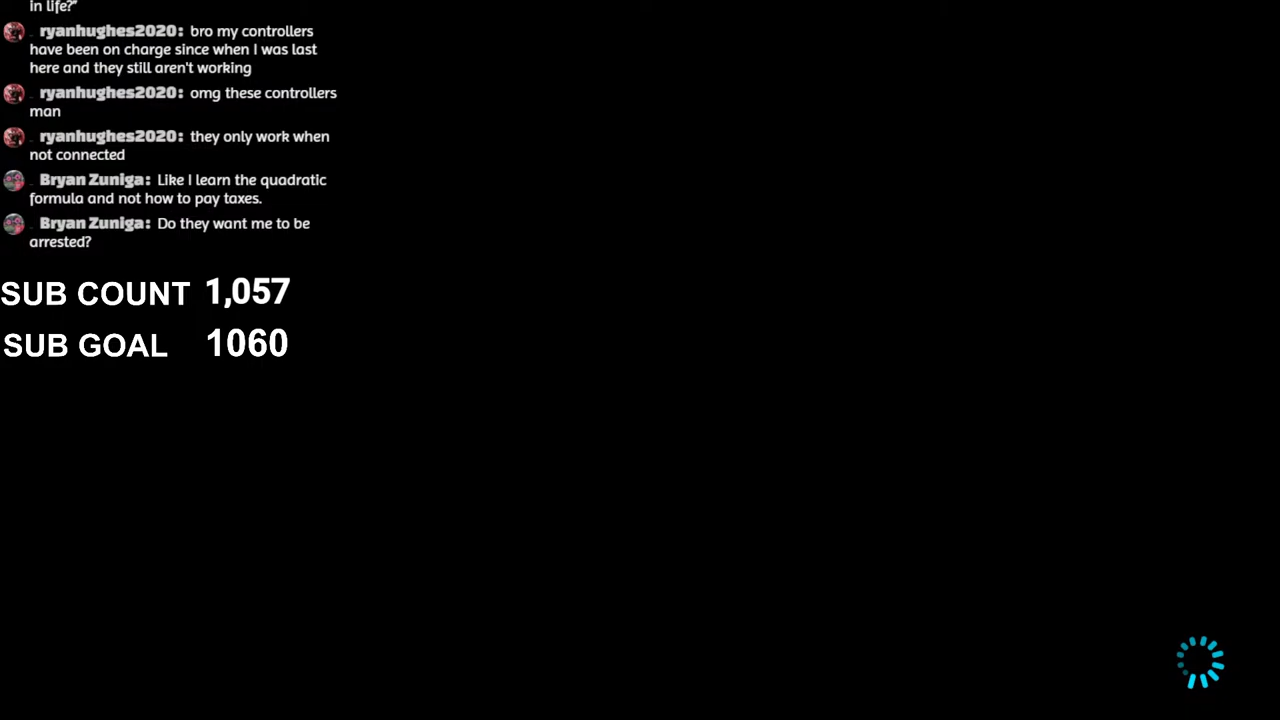 in life?"
ryanhughes2020: bro my controllers
have been on charge since when I was last
here and they still aren't working
ryanhughes2020: omg these controllers
man
ryanhughes2020: they only work when
not connected
Bryan Zuniga: Like I learn the quadratic
formula and not how to pay taxes.
Bryan Zuniga: Do they want me to be
arrested?
SUB COUNT 1,057
SUB GOAL 1060